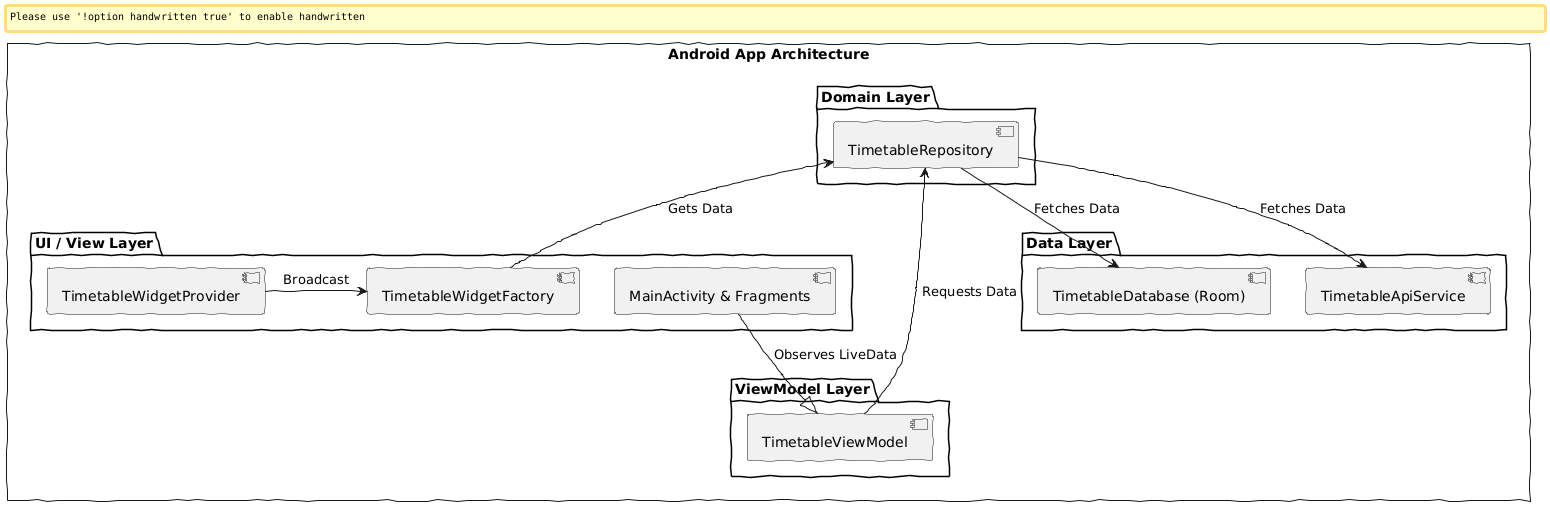 Please use '!option handwritten true' to enable handwritten
Android App Architecture
Domain Layer
TimetableRepository
Gets Data
Fetches Data
Fetches Data
UI / View Layer
TimetableWidgetProvider
Broadcast
TimetableWidgetFactory
MainActivity & Fragments
Requests Data
Data Layer
TimetableDatabase (Room)
TimetableApiService
Observes LiveData
ViewModel Layer
TimetableViewModel